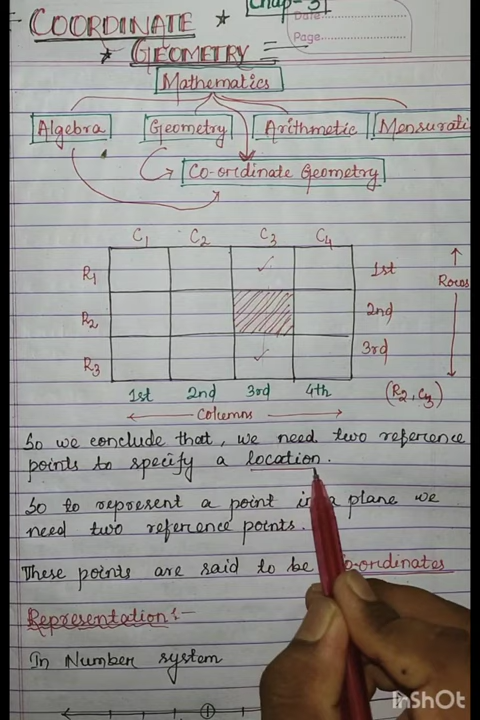 Chap-3
COORDINATE
Date
GEOMETRY
Page
Mathematics
Algebra Geometry Arithmetic Mensurati
Co-ordinate Geometry
C1 C2 C3 C4
R1 1st
Rows
R2 2nd
R3 3rd
1st 2nd 3rd 4th
Columns
So we conclude that, we need two reference
points to specify a location.
So to represent a point in a plane we
need two reference points.
These points are said to be Co-ordinates
Representation:-
In Number system
InShOt